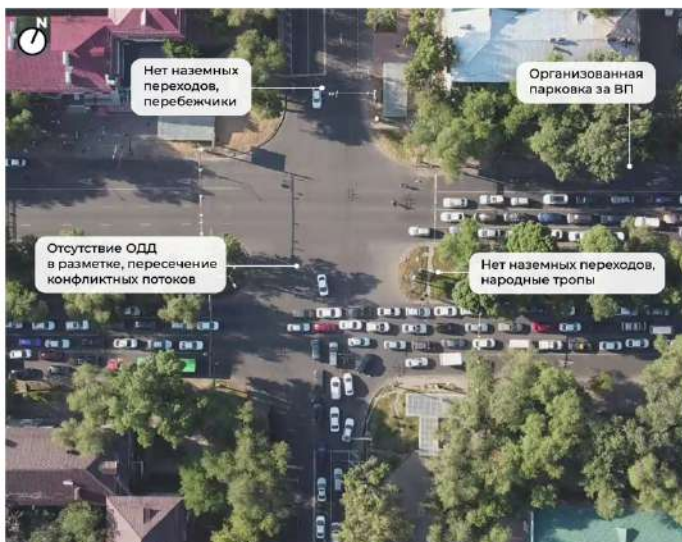 N
Нет наземных
переходов,
перебежчики
Организованная
парковка за ВП
Отсутствие ОДД
в разметке, пересечение
конфликтных потоков
Нет наземных переходов,
народные тропы